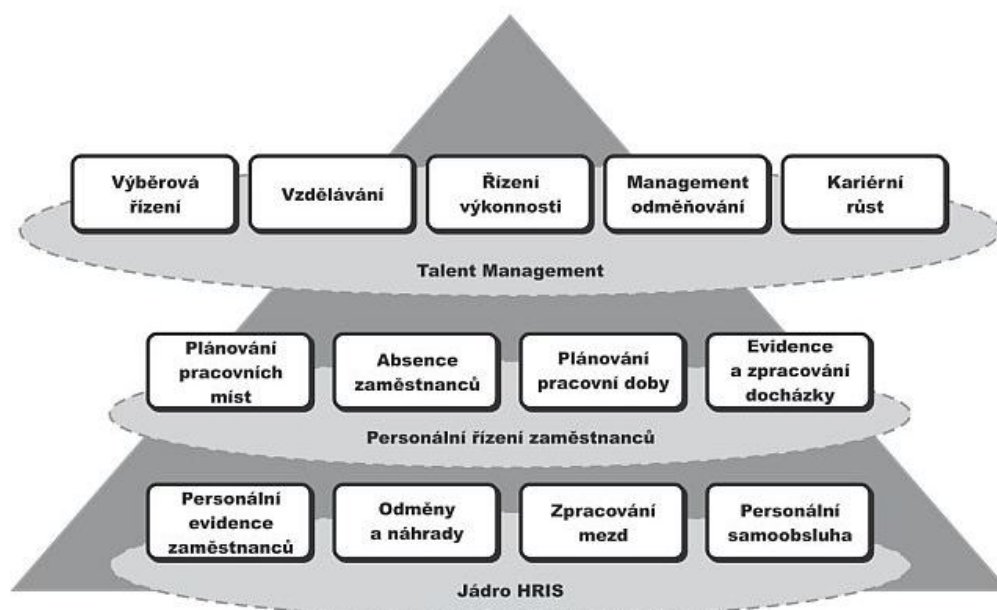 Výběrová
řízení
Vzdělávání
Řízení
výkonnosti
Management
odměňování
Kariérní
růst
Talent Management
Plánování
pracovních
míst
Absence
zaměstnanců
Plánování
pracovní doby
Evidence
a zpracování
docházky
Personální řízení zaměstnanců
Personální
evidence
zaměstnanců
Odměny
a náhrady
Zpracování
mezd
Personální
samoobsluha
Jádro HRIS